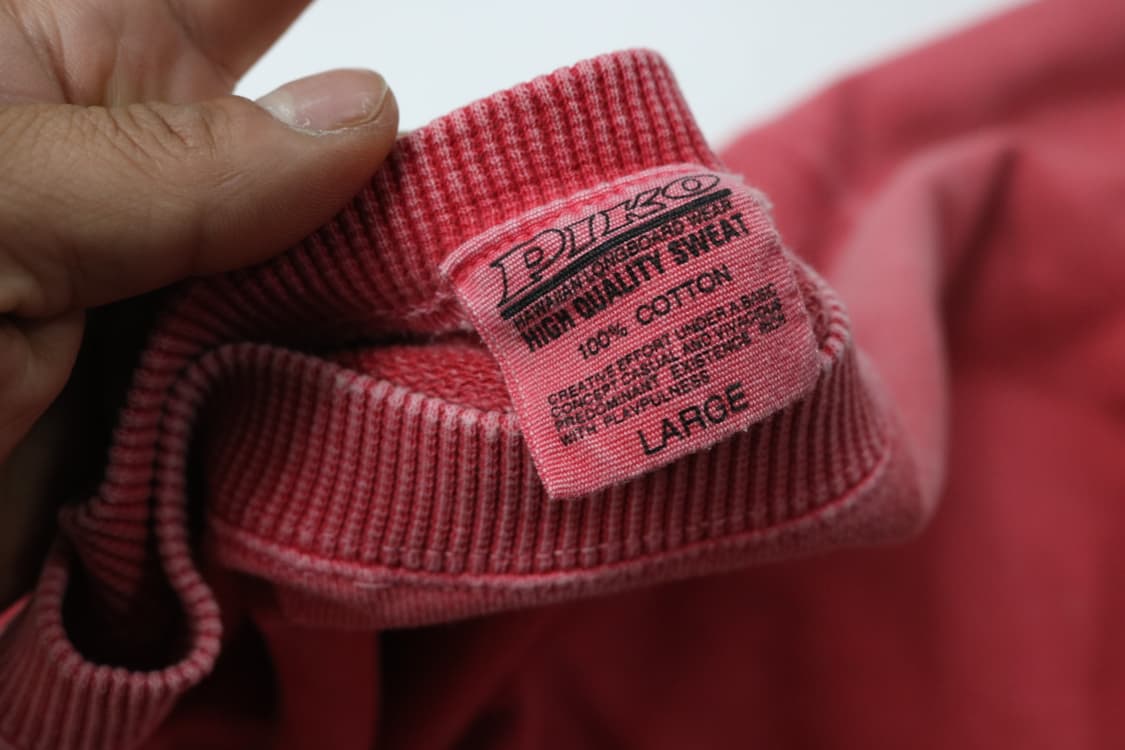 PIKO
HAWAIIAN LONGBOARD WEAR
HIGH QUALITY SWEAT
100% COTTON
CREATIVE EFFORT UNDER A BASIC
CONCEPT CASUAL AND VIVACIOUS
PREDOMINANT EXISTENCE
WITH PLAYFULNESS
LARGE